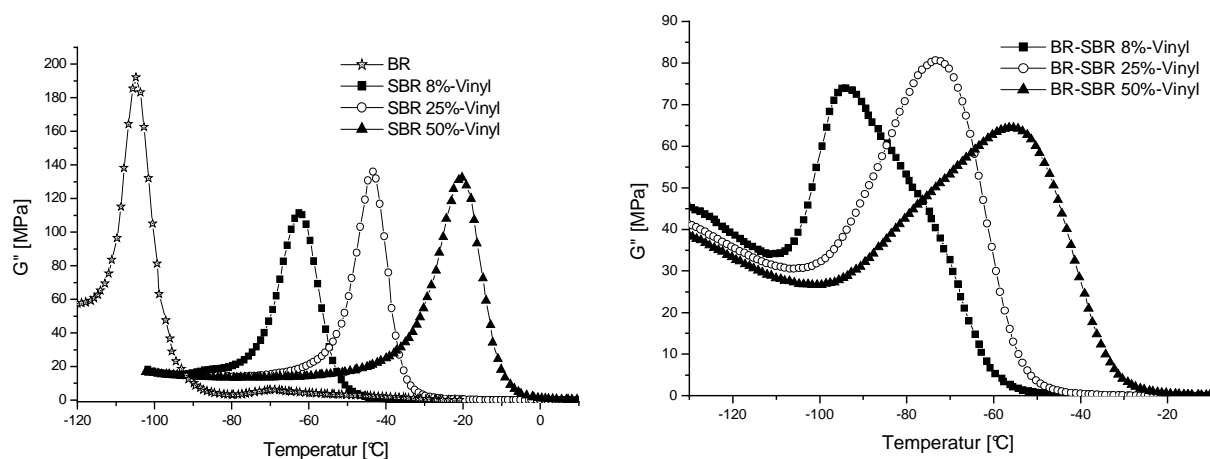 BR
SBR 8%-Vinyl
SBR 25%-Vinyl
SBR 50%-Vinyl
G" [MPa]
200
180
160
140
120
100
80
60
40
20
0
-120 -100 -80 -60 -40 -20 0
Temperatur [°C]
BR-SBR 8%-Vinyl
BR-SBR 25%-Vinyl
BR-SBR 50%-Vinyl
G" [MPa]
90
80
70
60
50
40
30
20
10
0
-120 -100 -80 -60 -40 -20
Temperatur [°C]